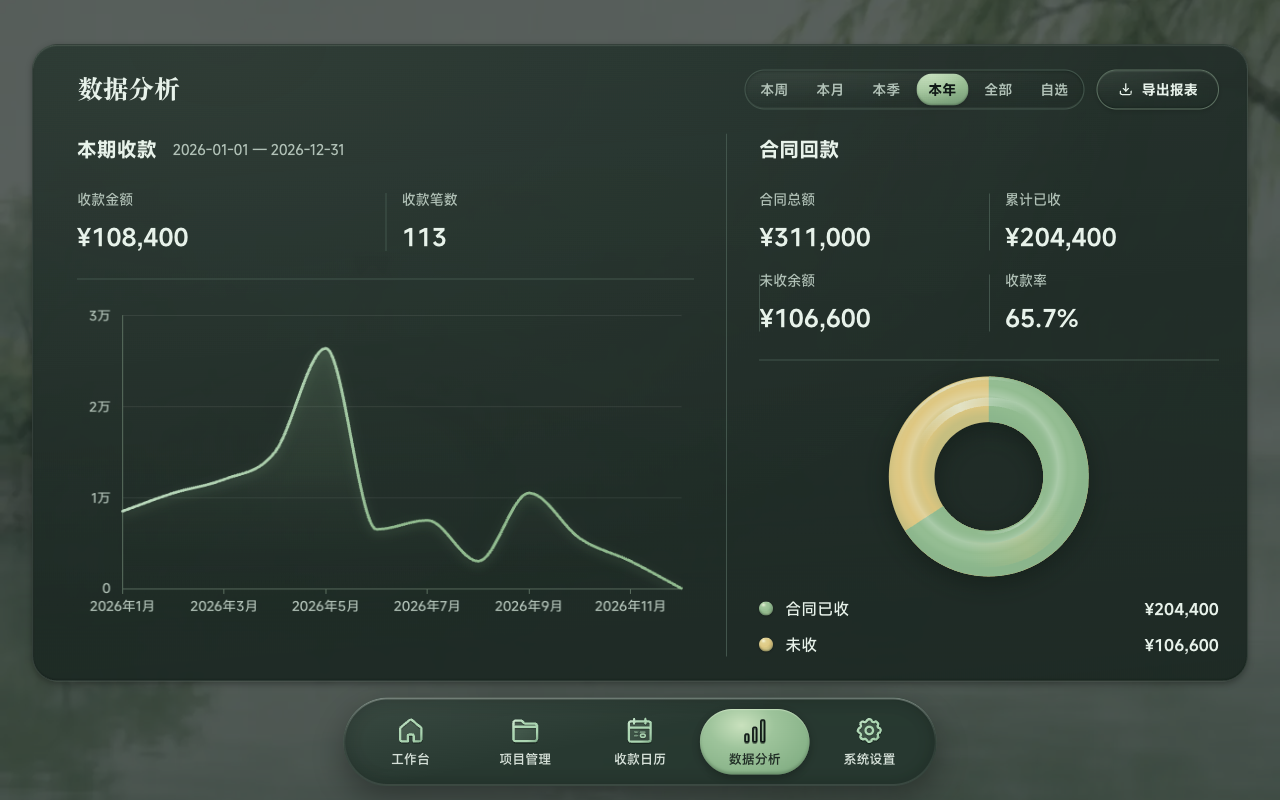 数据分析
本周 本月 本季 本年 全部 自选 导出报表
本期收款 2026-01-01 — 2026-12-31
收款金额 收款笔数
¥108,400 113
3万
2万
1万
0
2026年1月 2026年3月 2026年5月 2026年7月 2026年9月 2026年11月
合同回款
合同总额 累计已收
¥311,000 ¥204,400
未收余额 收款率
¥106,600 65.7%
合同已收 ¥204,400
未收 ¥106,600
工作台 项目管理 收款日历 数据分析 系统设置